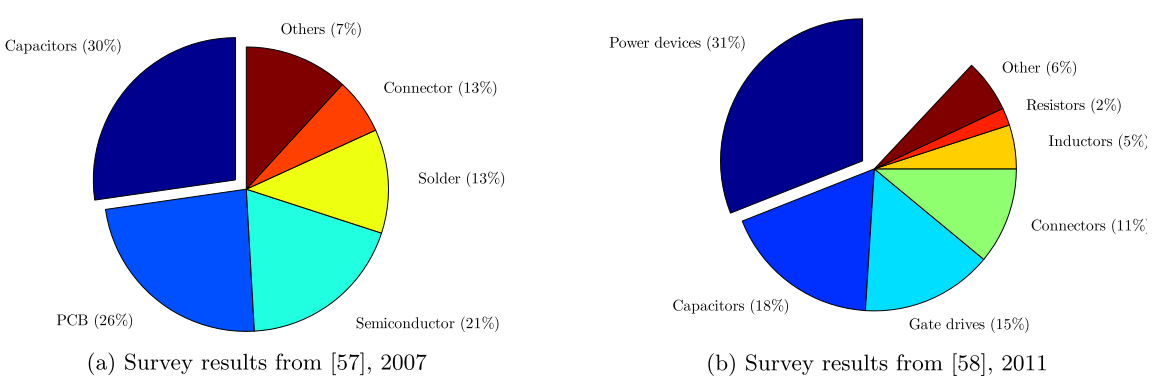 Capacitors (30%)
Others (7%)
Connector (13%)
Solder (13%)
Semiconductor (21%)
PCB (26%)
(a) Survey results from [57], 2007
Power devices (31%)
Other (6%)
Resistors (2%)
Inductors (5%)
Connectors (11%)
Gate drives (15%)
Capacitors (18%)
(b) Survey results from [58], 2011